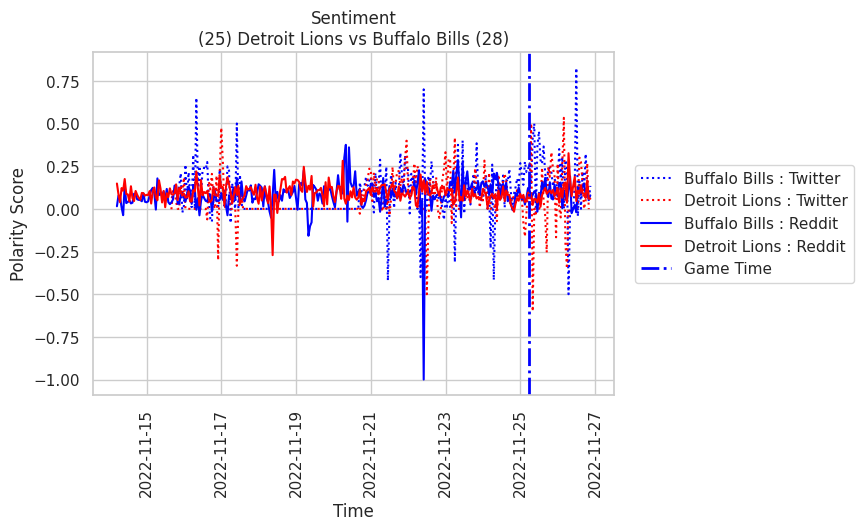 Sentiment
(25) Detroit Lions vs Buffalo Bills (28)
Polarity Score
0.75
0.50
0.25
0.00
−0.25
−0.50
−0.75
−1.00
2022-11-15
2022-11-17
2022-11-19
2022-11-21
2022-11-23
2022-11-25
2022-11-27
Time
Buffalo Bills : Twitter
Detroit Lions : Twitter
Buffalo Bills : Reddit
Detroit Lions : Reddit
Game Time